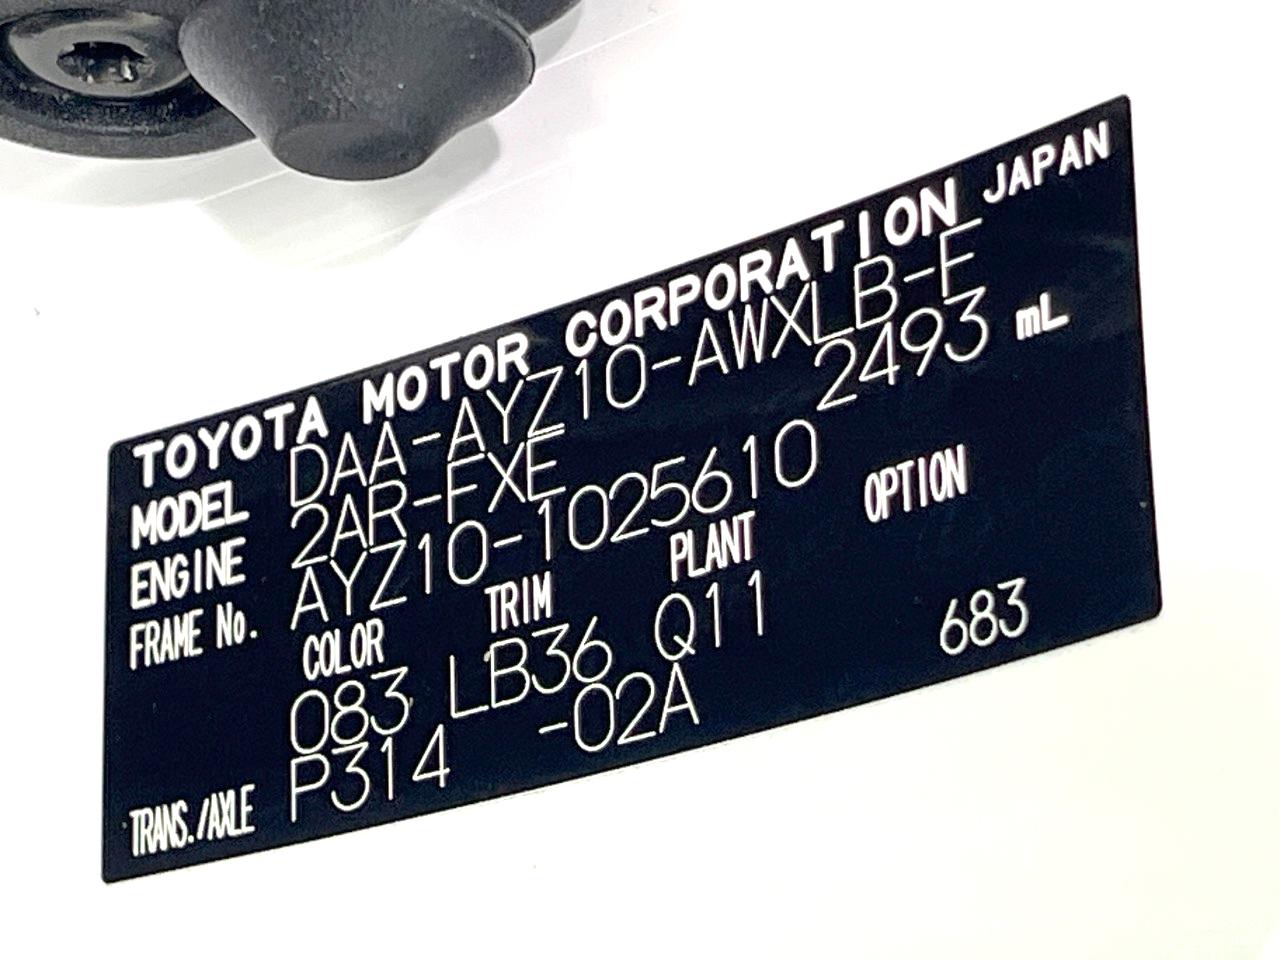 TOYOTA MOTOR CORPORATION JAPAN
MODEL DAA-AYZ10-AWXLB-F
ENGINE 2AR-FXE 2493 mL
FRAME No. AYZ10-1025610
COLOR TRIM PLANT OPTION
083 LB36 Q11 683
TRANS./AXLE P314 -02A